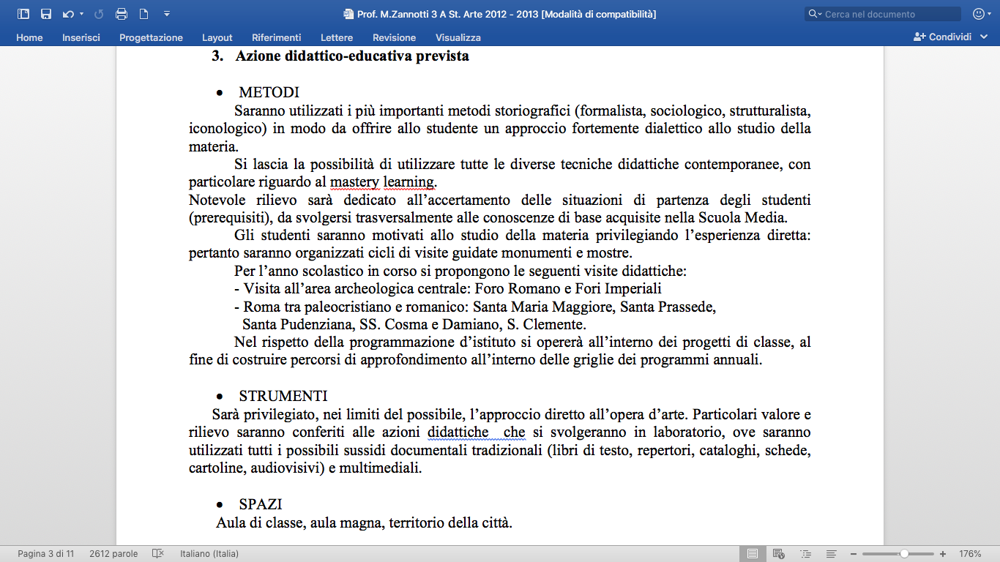 Prof. M.Zannotti 3 A St. Arte 2012 - 2013 [Modalità di compatibilità]
Cerca nel documento
Home Inserisci Progettazione Layout Riferimenti Lettere Revisione Visualizza Condividi
3. Azione didattico-educativa prevista
• METODI
Saranno utilizzati i più importanti metodi storiografici (formalista, sociologico, strutturalista,
iconologico) in modo da offrire allo studente un approccio fortemente dialettico allo studio della
materia.
Si lascia la possibilità di utilizzare tutte le diverse tecniche didattiche contemporanee, con
particolare riguardo al mastery learning.
Notevole rilievo sarà dedicato all’accertamento delle situazioni di partenza degli studenti
(prerequisiti), da svolgersi trasversalmente alle conoscenze di base acquisite nella Scuola Media.
Gli studenti saranno motivati allo studio della materia privilegiando l’esperienza diretta:
pertanto saranno organizzati cicli di visite guidate monumenti e mostre.
Per l’anno scolastico in corso si propongono le seguenti visite didattiche:
- Visita all’area archeologica centrale: Foro Romano e Fori Imperiali
- Roma tra paleocristiano e romanico: Santa Maria Maggiore, Santa Prassede,
Santa Pudenziana, SS. Cosma e Damiano, S. Clemente.
Nel rispetto della programmazione d’istituto si opererà all’interno dei progetti di classe, al
fine di costruire percorsi di approfondimento all’interno delle griglie dei programmi annuali.
• STRUMENTI
Sarà privilegiato, nei limiti del possibile, l’approccio diretto all’opera d’arte. Particolari valore e
rilievo saranno conferiti alle azioni didattiche che si svolgeranno in laboratorio, ove saranno
utilizzati tutti i possibili sussidi documentali tradizionali (libri di testo, repertori, cataloghi, schede,
cartoline, audiovisivi) e multimediali.
• SPAZI
Aula di classe, aula magna, territorio della città.
Pagina 3 di 11 2612 parole Italiano (Italia) 176%